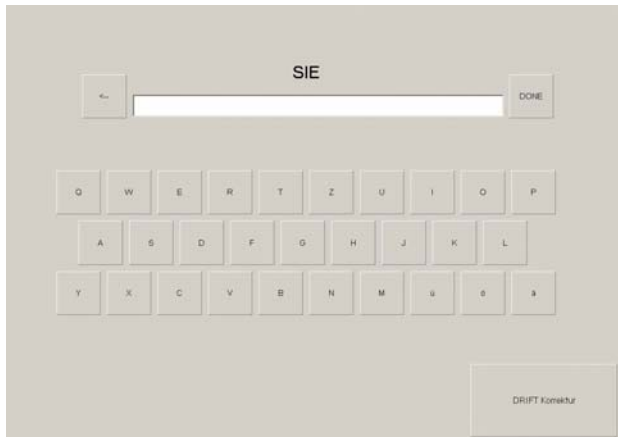 SIE
<-- DONE
Q W E R T Z U I O P
A S D F G H J K L
Y X C V B N M ü ö ä
DRIFT Korrektur